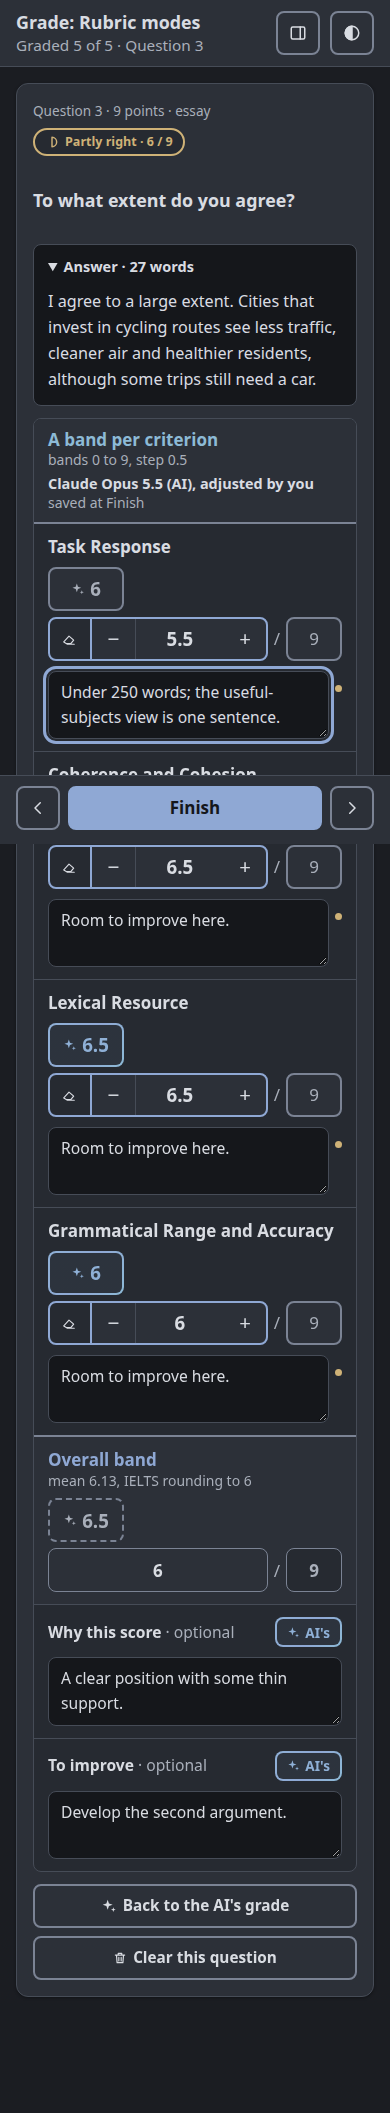 Grade: Rubric modes
Graded 5 of 5 · Question 3
Question 3 · 9 points · essay
Partly right · 6 / 9
To what extent do you agree?
▼ Answer · 27 words
I agree to a large extent. Cities that
invest in cycling routes see less traffic,
cleaner air and healthier residents,
although some trips still need a car.
A band per criterion
bands 0 to 9, step 0.5
Claude Opus 5.5 (AI), adjusted by you
saved at Finish
Task Response
6
− 5.5 + / 9
Under 250 words; the useful-
subjects view is one sentence.
Coherence and Cohesion
Finish
− 6.5 + / 9
Room to improve here.
Lexical Resource
6.5
− 6.5 + / 9
Room to improve here.
Grammatical Range and Accuracy
6
− 6 + / 9
Room to improve here.
Overall band
mean 6.13, IELTS rounding to 6
6.5
6 / 9
Why this score · optional AI's
A clear position with some thin
support.
To improve · optional AI's
Develop the second argument.
Back to the AI's grade
Clear this question